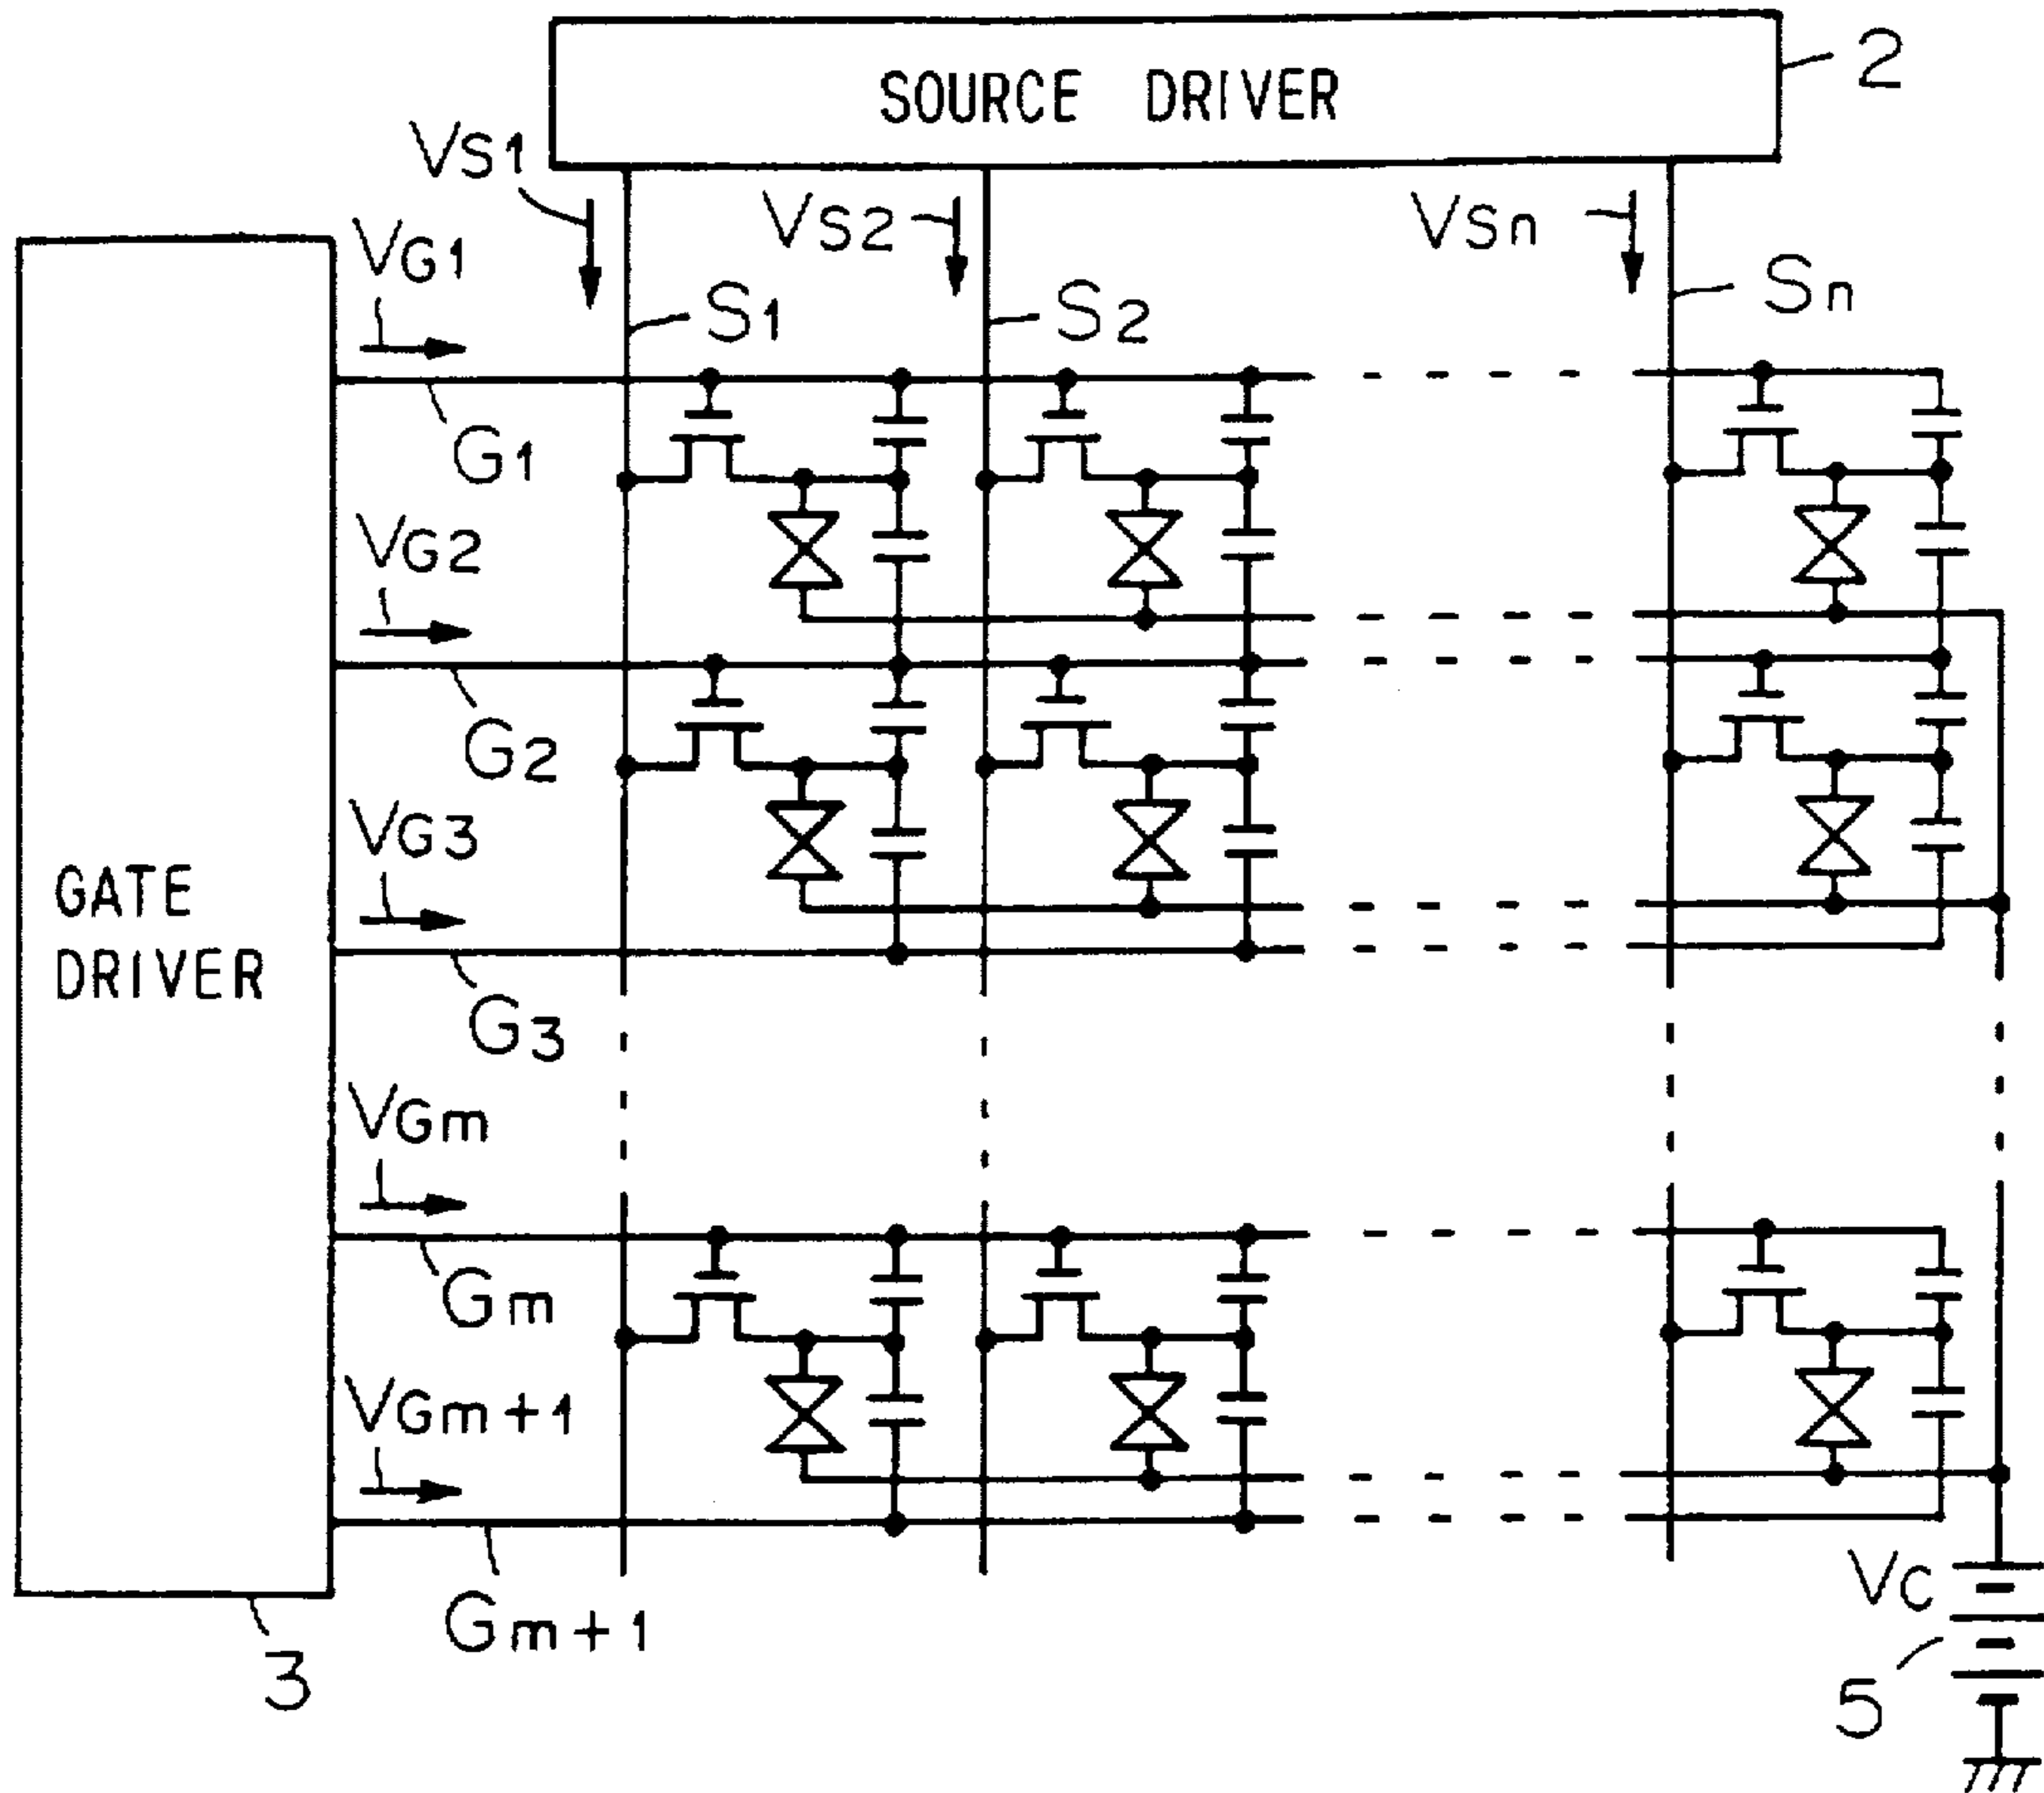 SOURCE DRIVER
2
VS1
VS2
VSn
VG1
S1
S2
Sn
G1
VG2
G2
VG3
GATE
DRIVER
G3
VGm
Gm
VGm+1
Gm+1
VC
5
3